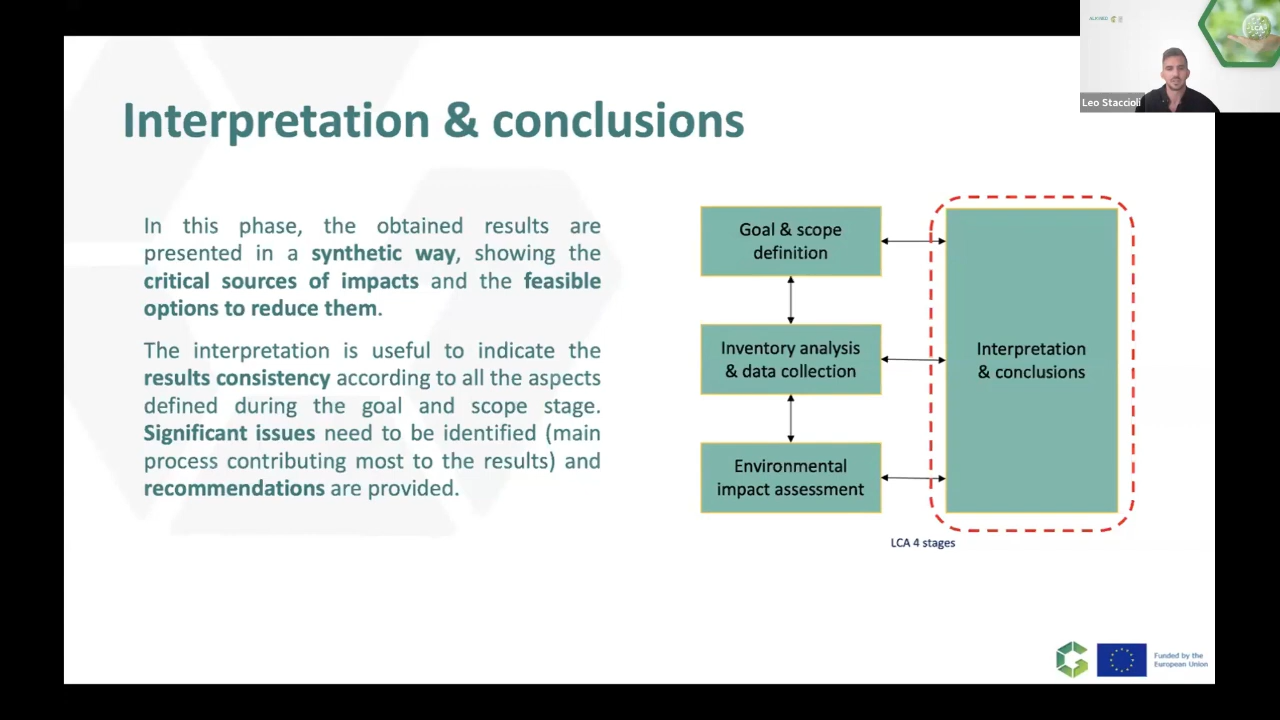 Interpretation & conclusions
In this phase, the obtained results are
presented in a synthetic way, showing the
critical sources of impacts and the feasible
options to reduce them.
The interpretation is useful to indicate the
results consistency according to all the aspects
defined during the goal and scope stage.
Significant issues need to be identified (main
process contributing most to the results) and
recommendations are provided.
Goal & scope
definition
Inventory analysis
& data collection
Environmental
impact assessment
Interpretation
& conclusions
LCA 4 stages
Funded by the
European Union
Leo Staccioli
LCA